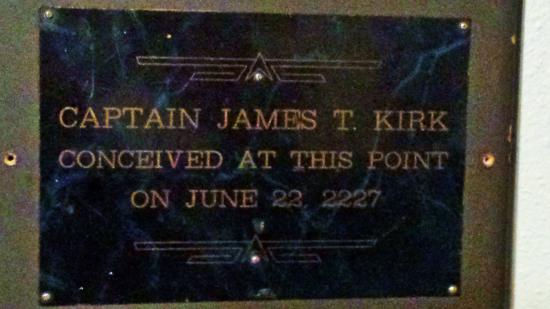 CAPTAIN JAMES T. KIRK
CONCEIVED AT THIS POINT
ON JUNE 22, 2227